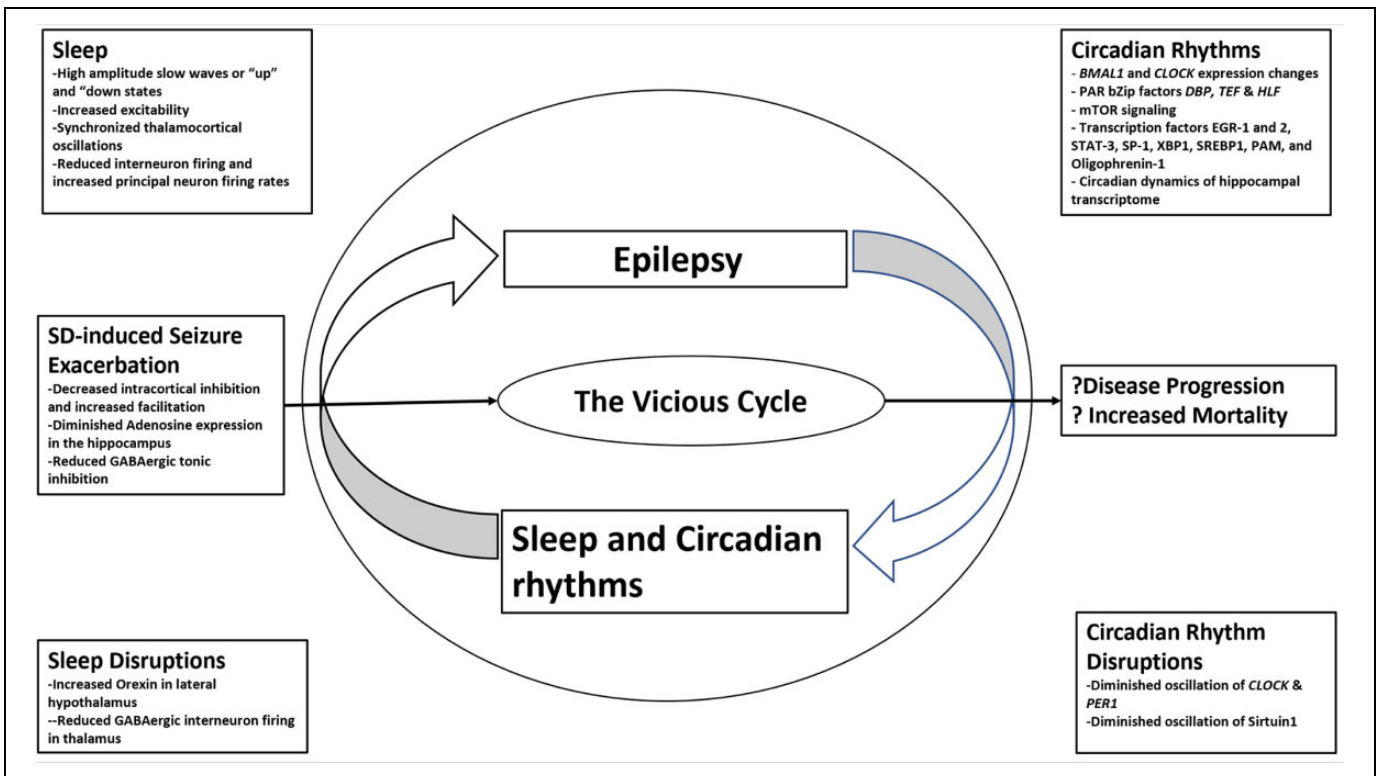 Sleep
-High amplitude slow waves or “up”
and “down states
-Increased excitability
-Synchronized thalamocortical
oscillations
-Reduced interneuron firing and
increased principal neuron firing rates
Circadian Rhythms
- BMAL1 and CLOCK expression changes
- PAR bZip factors DBP, TEF & HLF
- mTOR signaling
- Transcription factors EGR-1 and 2,
STAT-3, SP-1, XBP1, SREBP1, PAM, and
Oligophrenin-1
- Circadian dynamics of hippocampal
transcriptome
Epilepsy
SD-induced Seizure
Exacerbation
-Decreased intracortical inhibition
and increased facilitation
-Diminished Adenosine expression
in the hippocampus
-Reduced GABAergic tonic
inhibition
The Vicious Cycle
?Disease Progression
? Increased Mortality
Sleep and Circadian
rhythms
Sleep Disruptions
-Increased Orexin in lateral
hypothalamus
--Reduced GABAergic interneuron firing
in thalamus
Circadian Rhythm
Disruptions
-Diminished oscillation of CLOCK &
PER1
-Diminished oscillation of Sirtuin1